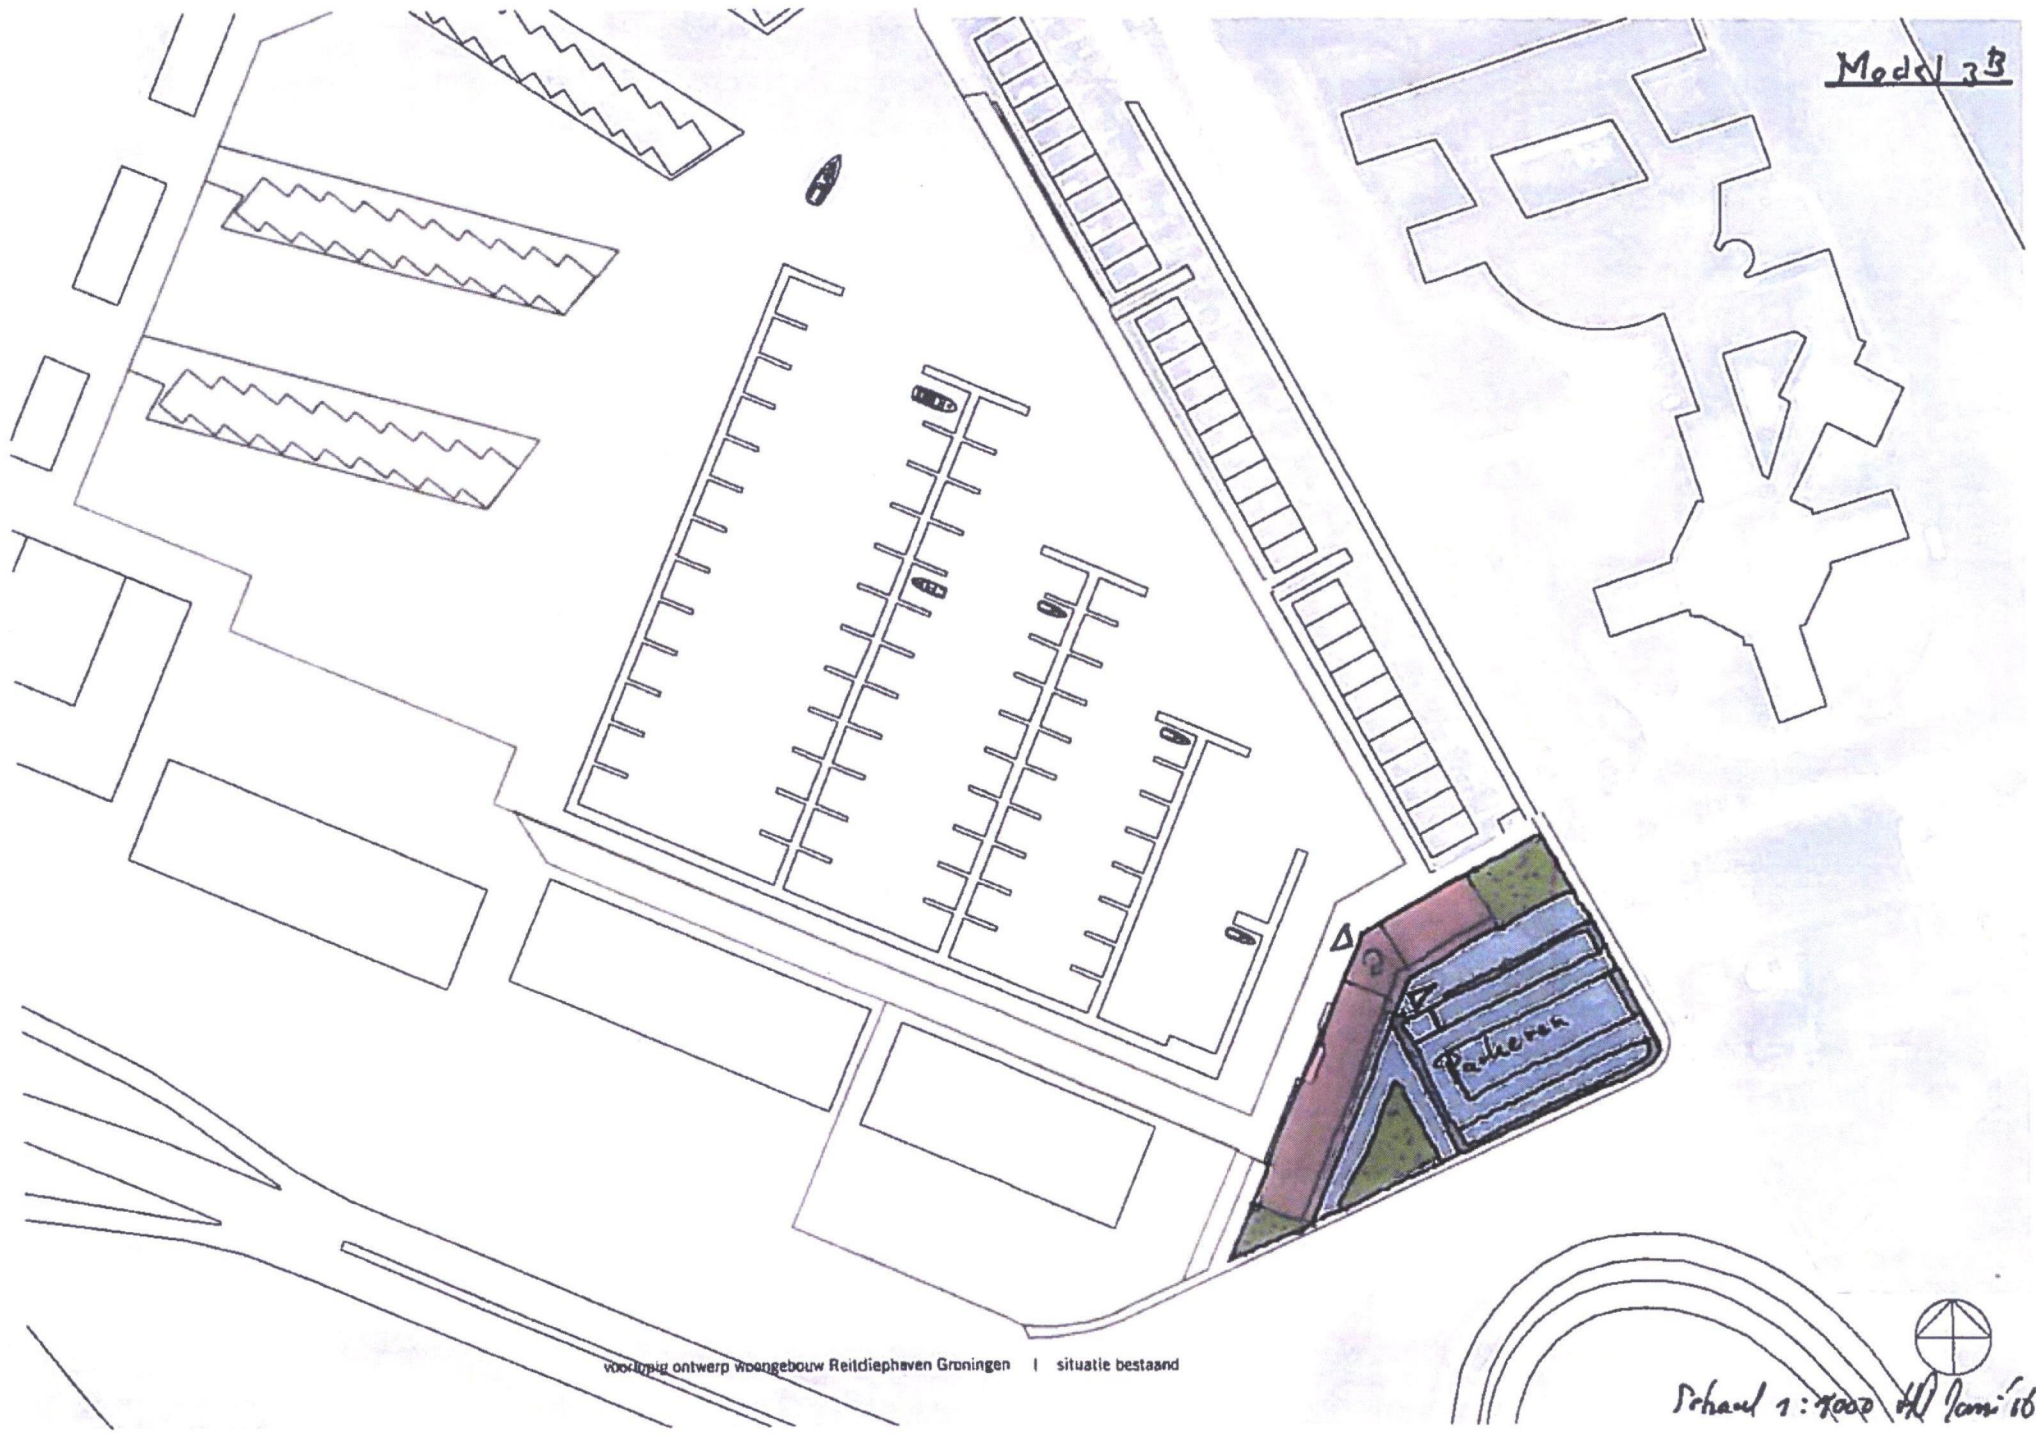 Model 3B
Parkeren
voorlopig ontwerp woongebouw Reitdiephaven Groningen | situatie bestaand
Schaal 1:1000